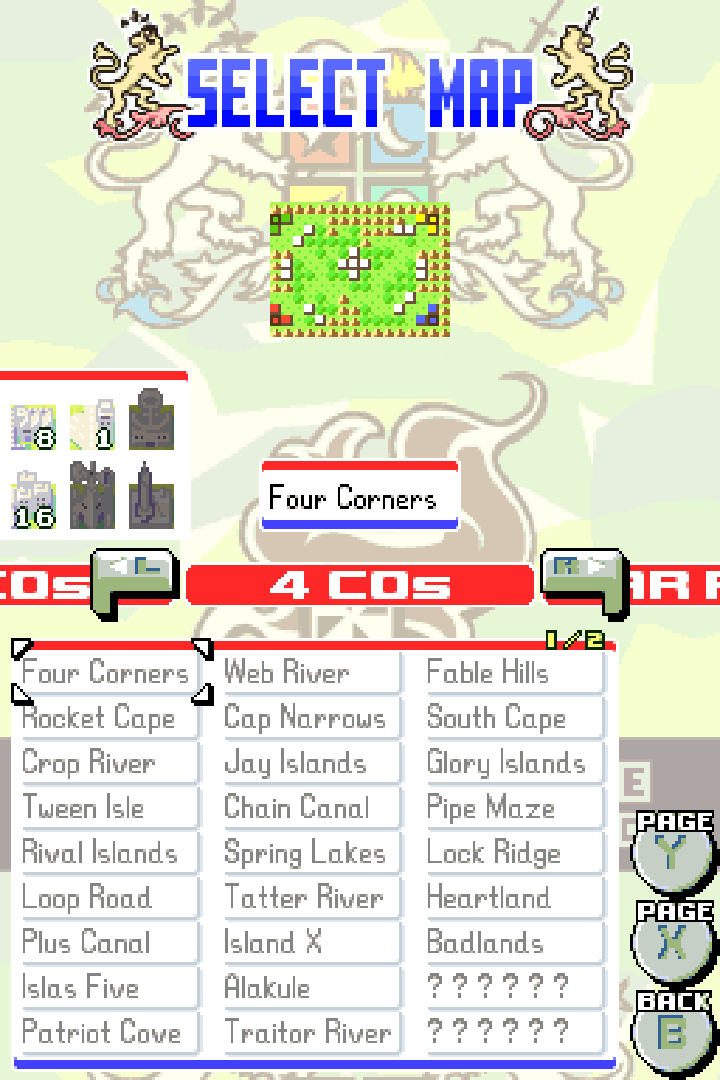 SELECT MAP
8 1
16
Four Corners
COs L 4 COs R AR
1/2
Four Corners Web River Fable Hills
Rocket Cape Cap Narrows South Cape
Crop River Jay Islands Glory Islands
Tween Isle Chain Canal Pipe Maze
Rival Islands Spring Lakes Lock Ridge
Loop Road Tatter River Heartland
Plus Canal Island X Badlands
Islas Five Alakule ??????
Patriot Cove Traitor River ??????
PAGE
Y
PAGE
X
BACK
B